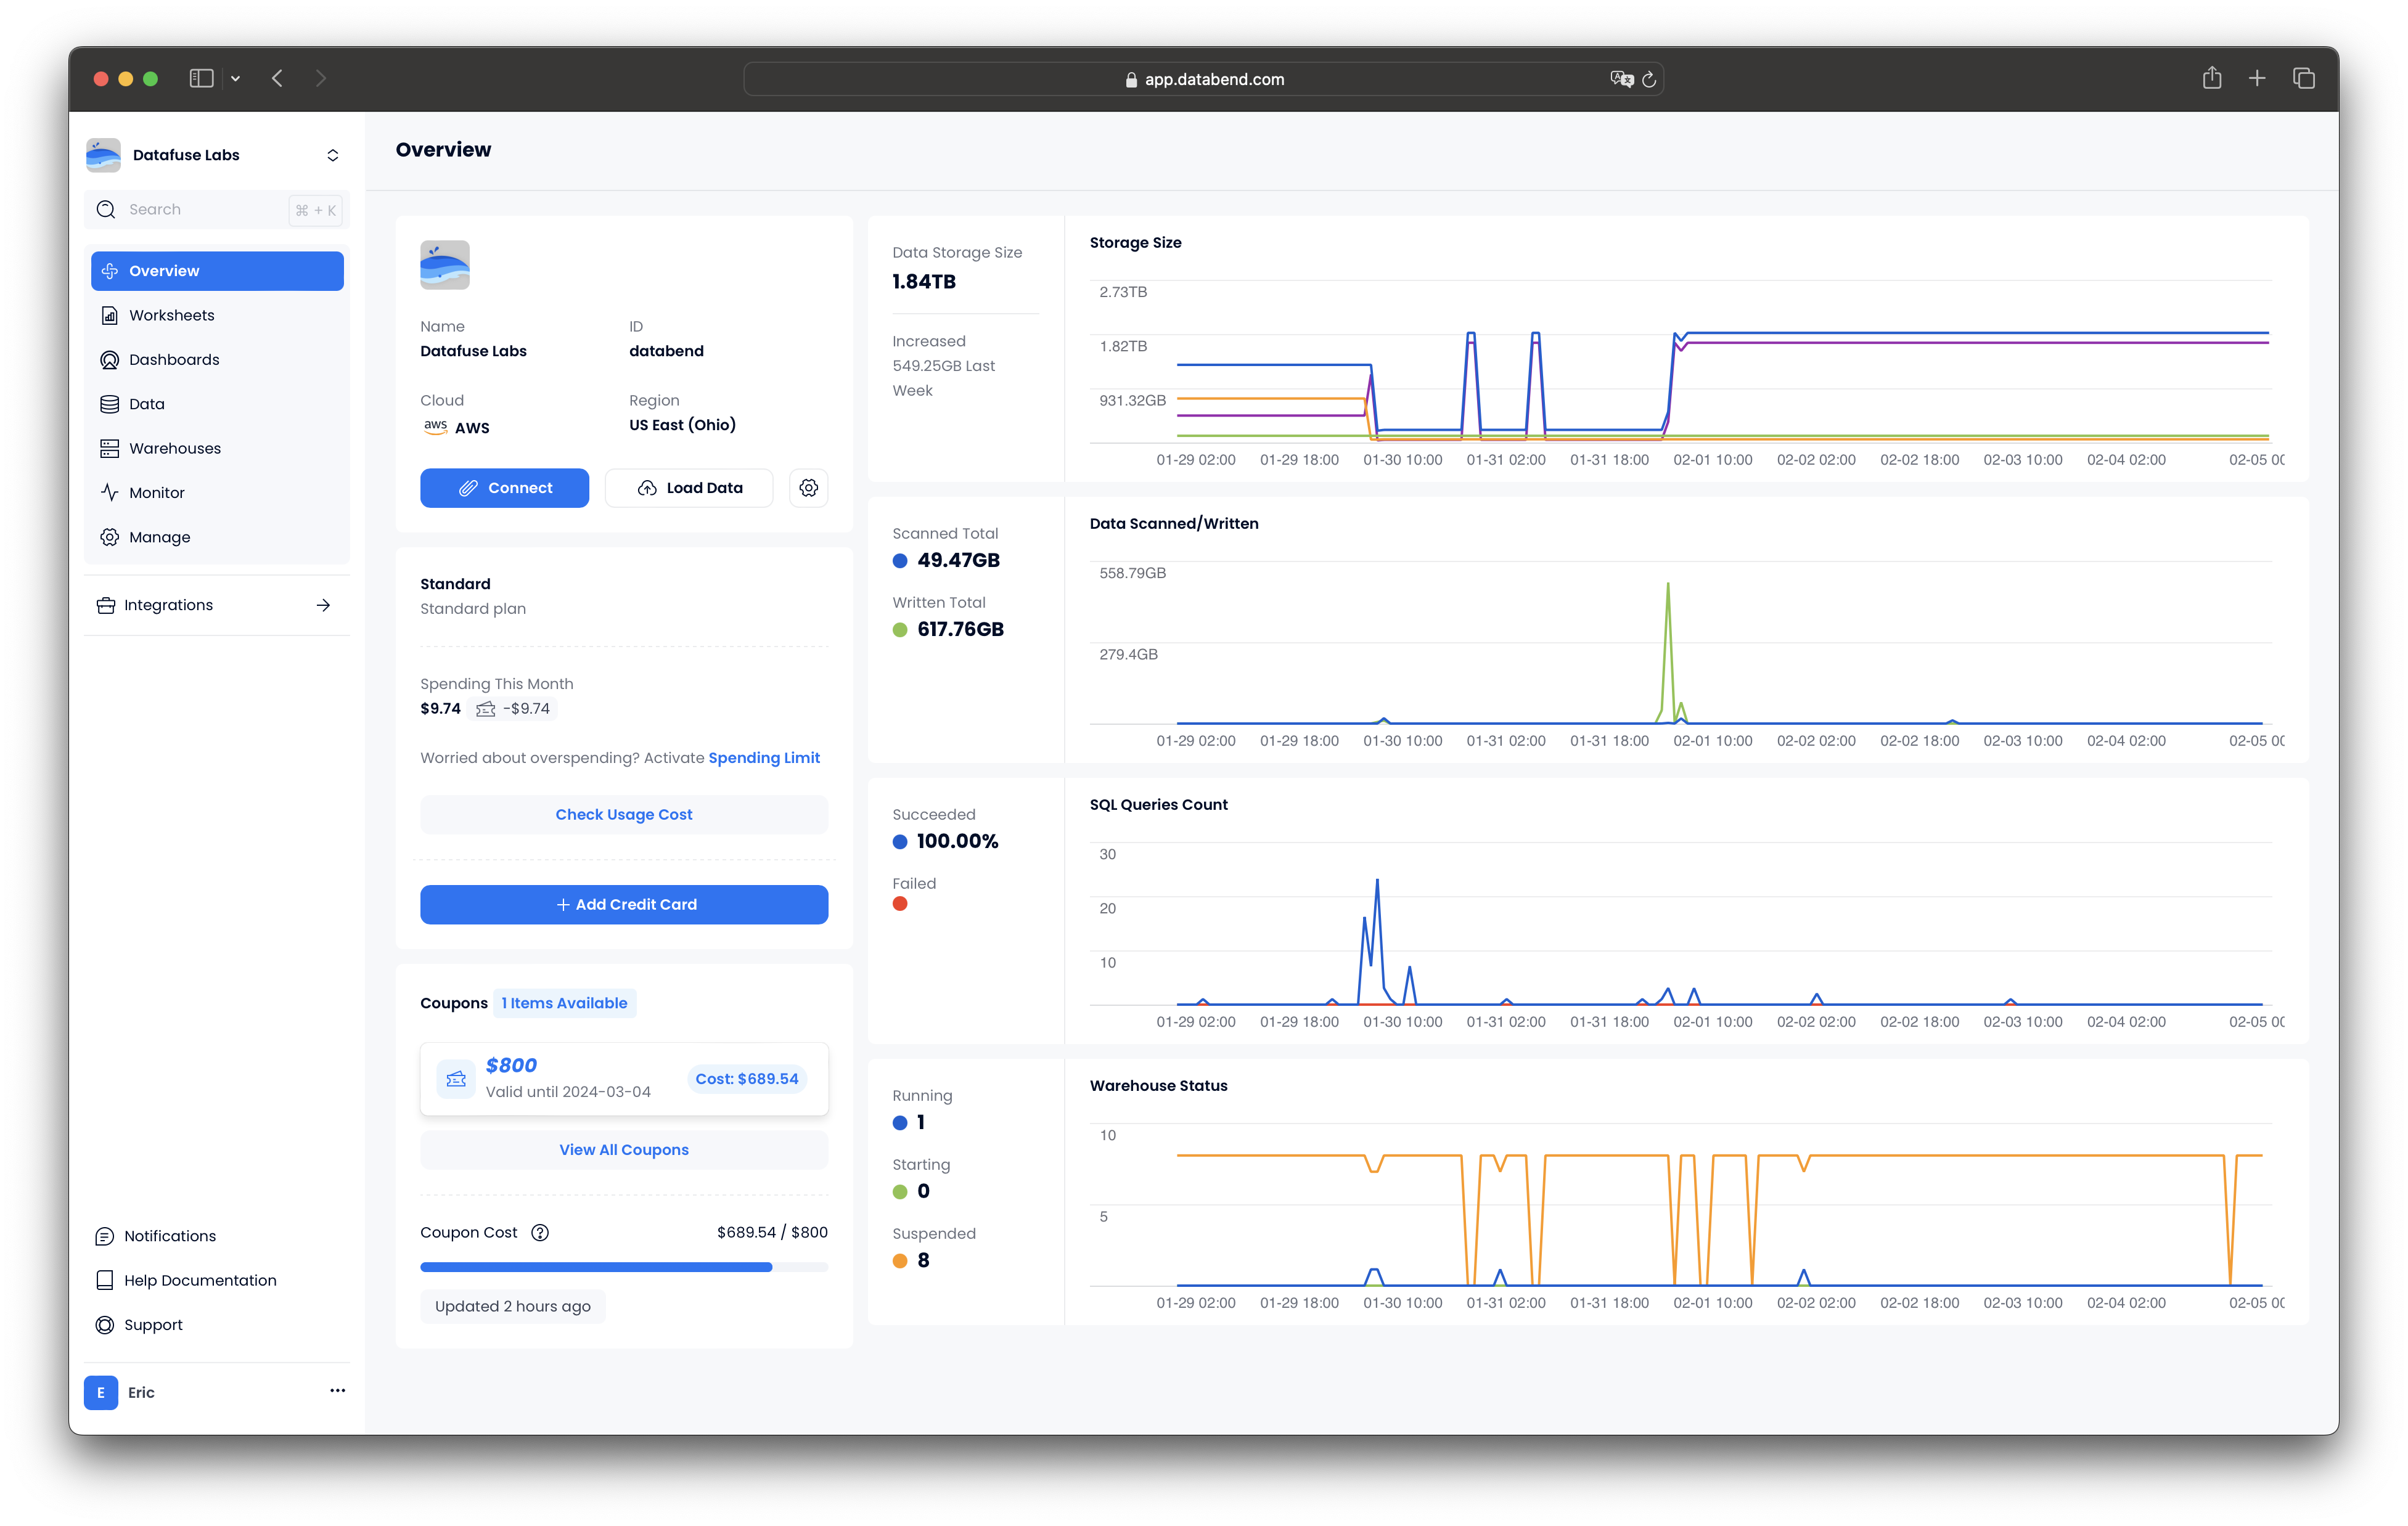 app.databend.com
Datafuse Labs
Search
⌘ + K
Overview
Worksheets
Dashboards
Data
Warehouses
Monitor
Manage
Integrations
Notifications
Help Documentation
Support
E
Eric
Overview
Name
Datafuse Labs
ID
databend
Cloud
aws AWS
Region
US East (Ohio)
Connect
Load Data
Standard
Standard plan
Spending This Month
$9.74 -$9.74
Worried about overspending? Activate Spending Limit
Check Usage Cost
+ Add Credit Card
Coupons 1 Items Available
$800
Valid until 2024-03-04
Cost: $689.54
View All Coupons
Coupon Cost ? $689.54 / $800
Updated 2 hours ago
Data Storage Size
1.84TB
Increased
549.25GB Last
Week
Storage Size
2.73TB
1.82TB
931.32GB
01-29 02:00 01-29 18:00 01-30 10:00 01-31 02:00 01-31 18:00 02-01 10:00 02-02 02:00 02-02 18:00 02-03 10:00 02-04 02:00 02-05 00
Scanned Total
49.47GB
Written Total
617.76GB
Data Scanned/Written
558.79GB
279.4GB
01-29 02:00 01-29 18:00 01-30 10:00 01-31 02:00 01-31 18:00 02-01 10:00 02-02 02:00 02-02 18:00 02-03 10:00 02-04 02:00 02-05 00
Succeeded
100.00%
Failed
SQL Queries Count
30
20
10
01-29 02:00 01-29 18:00 01-30 10:00 01-31 02:00 01-31 18:00 02-01 10:00 02-02 02:00 02-02 18:00 02-03 10:00 02-04 02:00 02-05 00
Running
1
Starting
0
Suspended
8
Warehouse Status
10
5
01-29 02:00 01-29 18:00 01-30 10:00 01-31 02:00 01-31 18:00 02-01 10:00 02-02 02:00 02-02 18:00 02-03 10:00 02-04 02:00 02-05 00